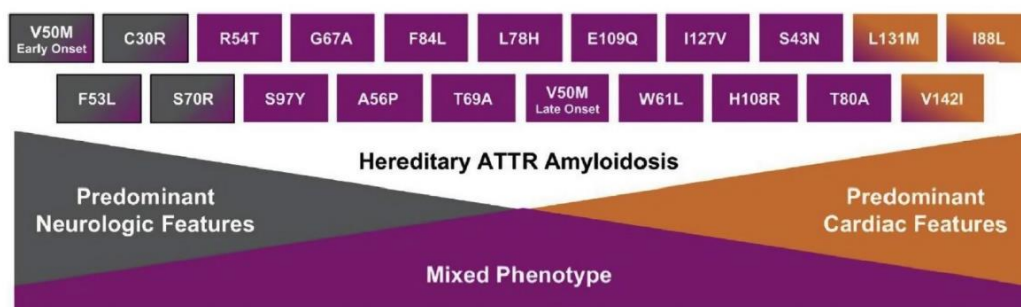 V50M C30R R54T G67A F84L L78H E109Q I127V S43N L131M I88L
Early Onset
F53L S70R S97Y A56P T69A V50M W61L H108R T80A V142I
Late Onset
Hereditary ATTR Amyloidosis
Predominant
Neurologic Features
Predominant
Cardiac Features
Mixed Phenotype